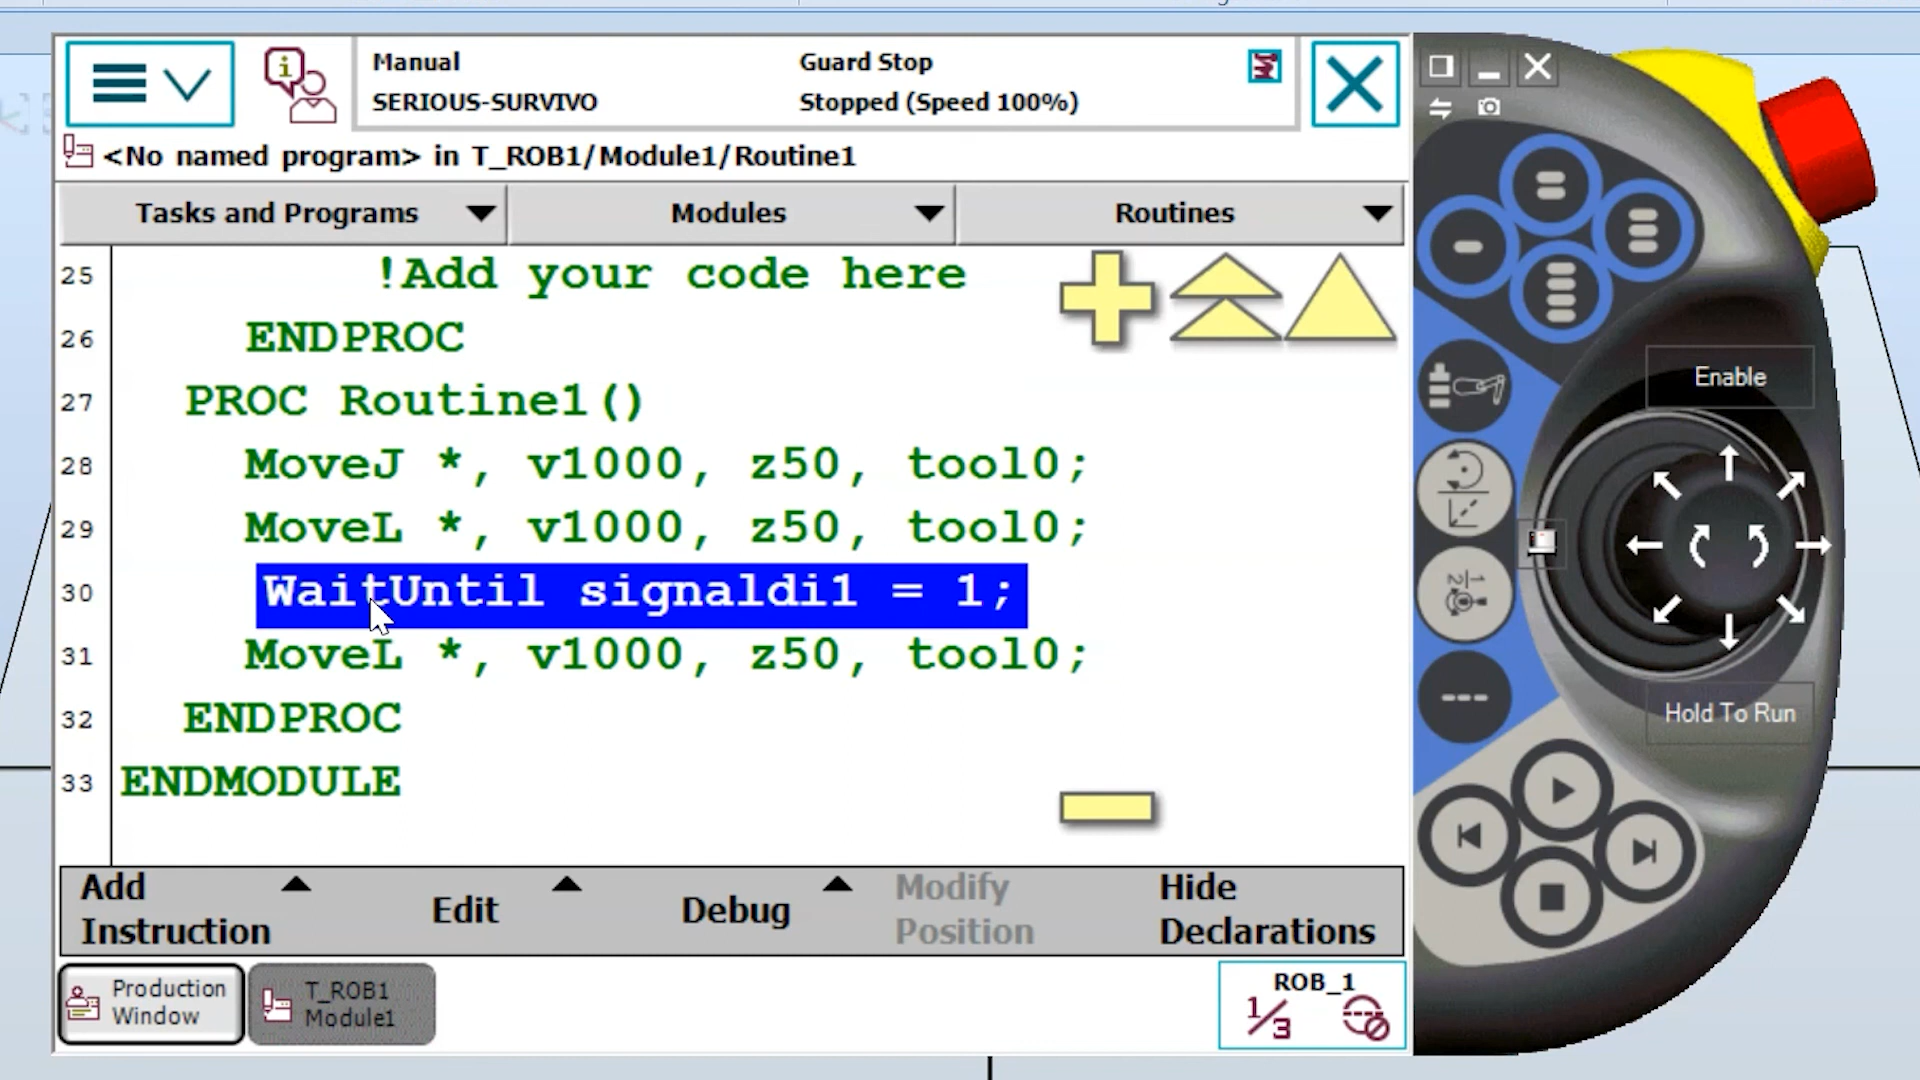 Manual
SERIOUS-SURVIVO
Guard Stop
Stopped (Speed 100%)
<No named program> in T_ROB1/Module1/Routine1
Tasks and Programs
Modules
Routines
25 !Add your code here
26 ENDPROC
27 PROC Routine1()
28 MoveJ *, v1000, z50, tool0;
29 MoveL *, v1000, z50, tool0;
30 WaitUntil signaldi1 = 1;
31 MoveL *, v1000, z50, tool0;
32 ENDPROC
33 ENDMODULE
Add
Instruction
Edit
Debug
Modify
Position
Hide
Declarations
Production
Window
T_ROB1
Module1
ROB_1
1/3
Enable
Hold To Run